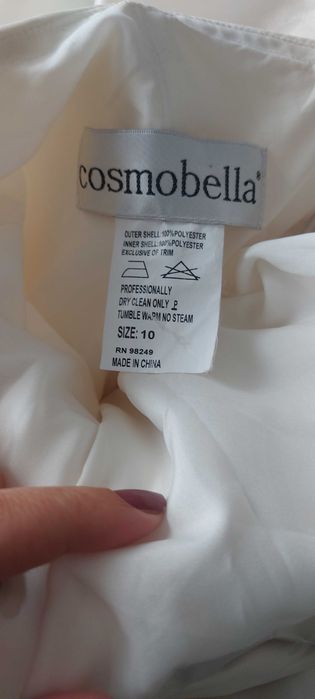 cosmobella®
OUTER SHELL:100%POLYESTER
INNER SHELL:100%POLYESTER
EXCLUSIVE OF TRIM
PROFESSIONALLY
DRY CLEAN ONLY P
TUMBLE WARM NO STEAM
SIZE: 10
RN 98249
MADE IN CHINA